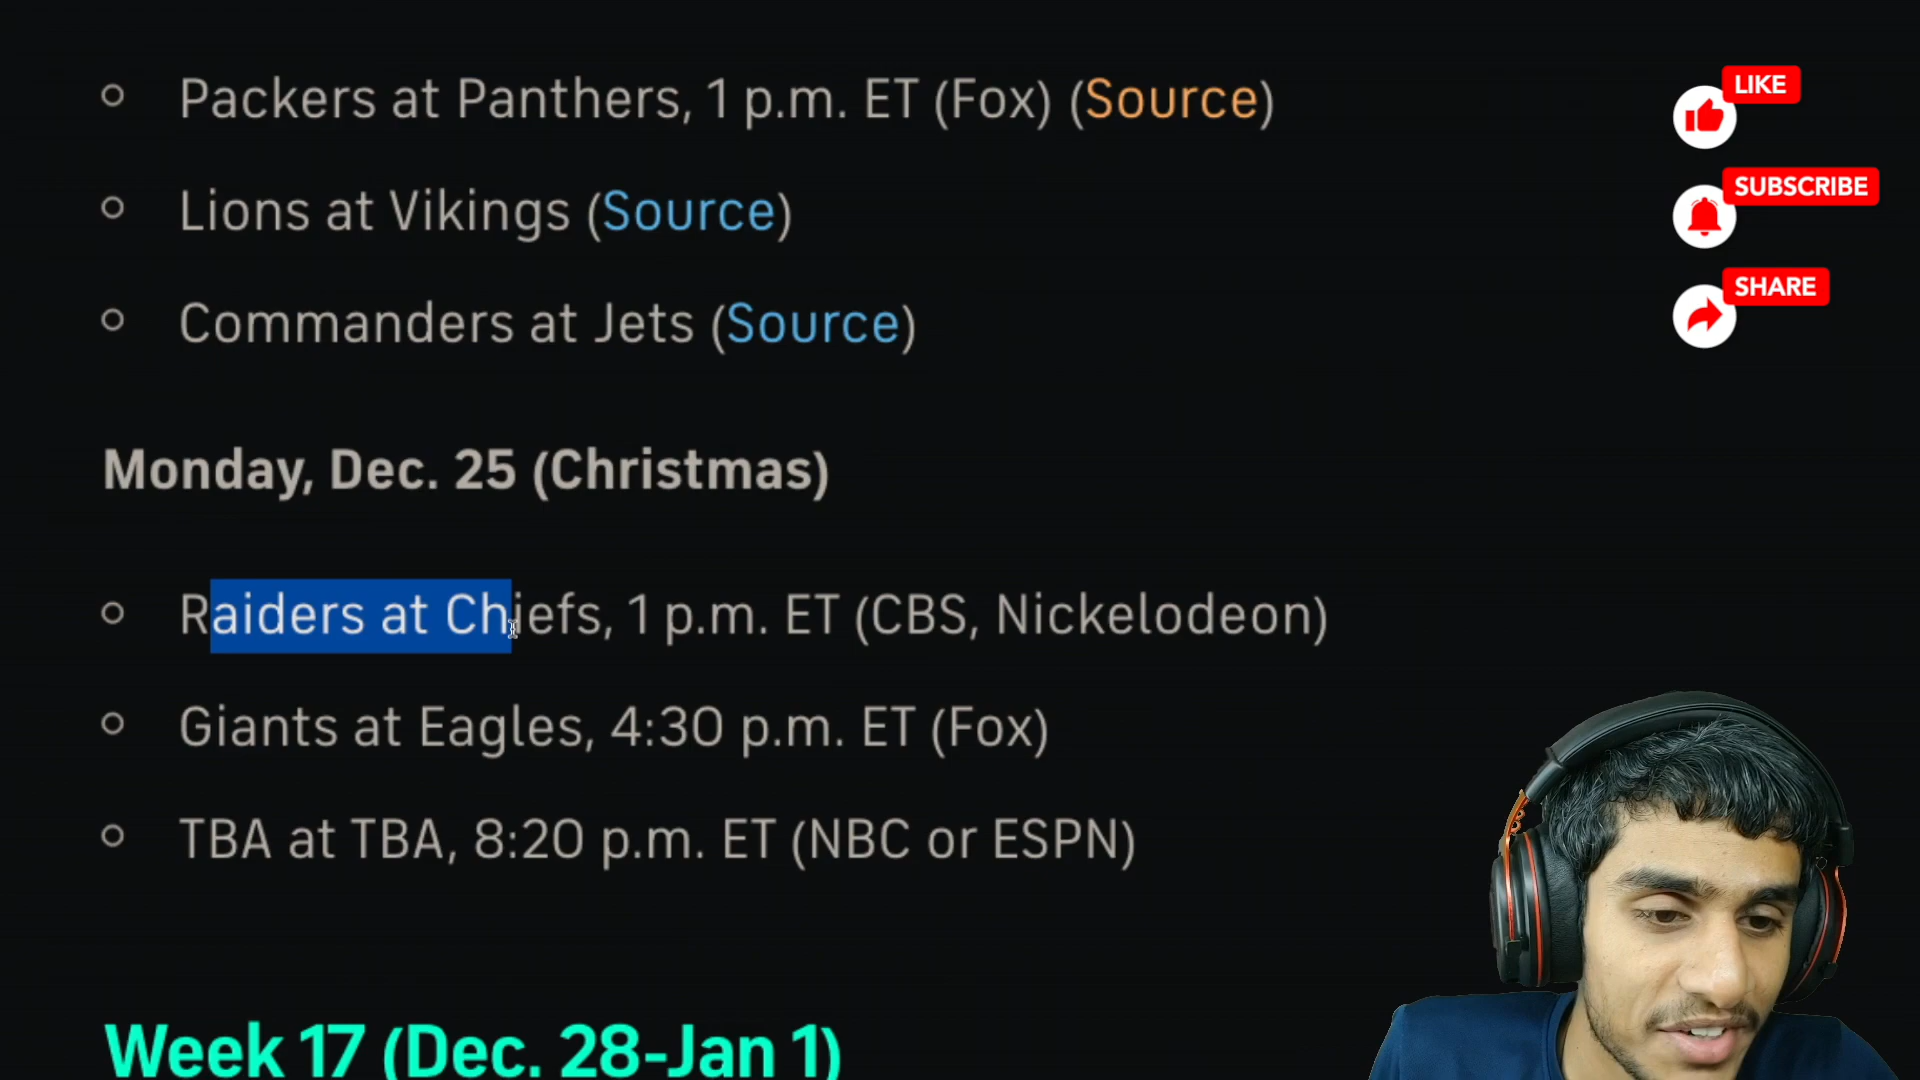 Packers at Panthers, 1 p.m. ET (Fox) (Source)
LIKE
Lions at Vikings (Source)
SUBSCRIBE
Commanders at Jets (Source)
SHARE
Monday, Dec. 25 (Christmas)
Raiders at Chiefs, 1 p.m. ET (CBS, Nickelodeon)
Giants at Eagles, 4:30 p.m. ET (Fox)
TBA at TBA, 8:20 p.m. ET (NBC or ESPN)
Week 17 (Dec. 28-Jan 1)